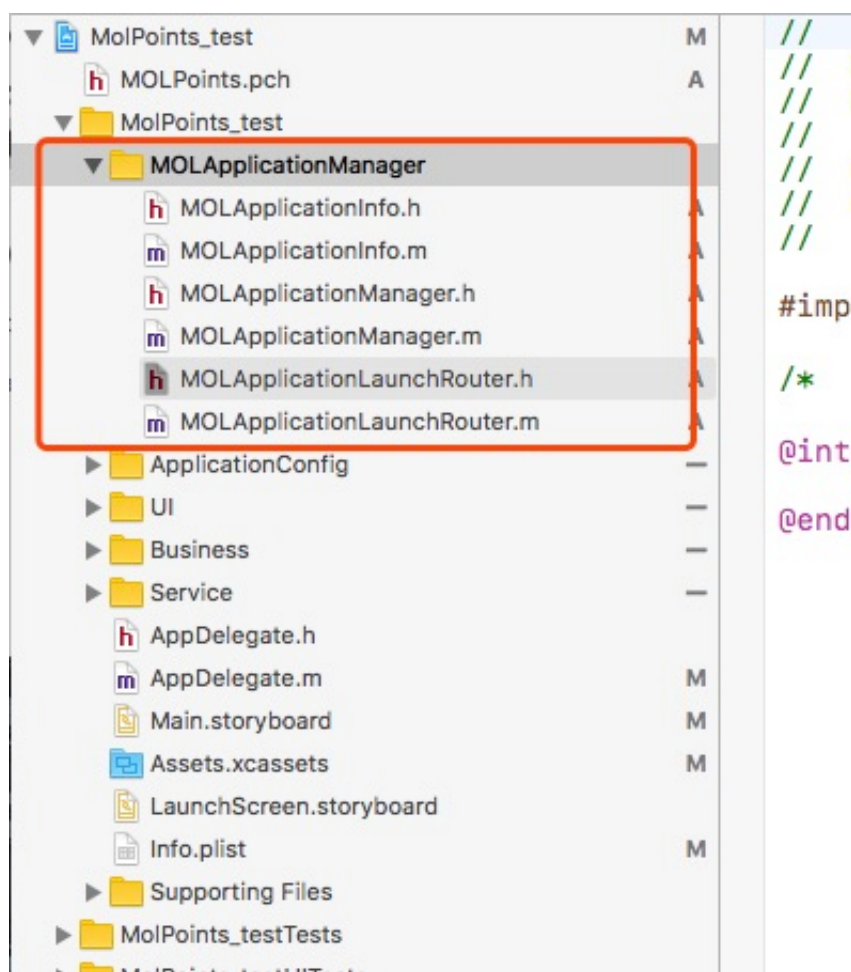 MolPoints_test M
MOLPoints.pch A
MolPoints_test
MOLApplicationManager
MOLApplicationInfo.h A
MOLApplicationInfo.m A
MOLApplicationManager.h A
MOLApplicationManager.m A
MOLApplicationLaunchRouter.h A
MOLApplicationLaunchRouter.m A
ApplicationConfig —
UI —
Business —
Service —
AppDelegate.h
AppDelegate.m M
Main.storyboard M
Assets.xcassets M
LaunchScreen.storyboard
Info.plist M
Supporting Files
MolPoints_testTests
//
//
//
//
//
//
//
#imp
/*
@int
@end